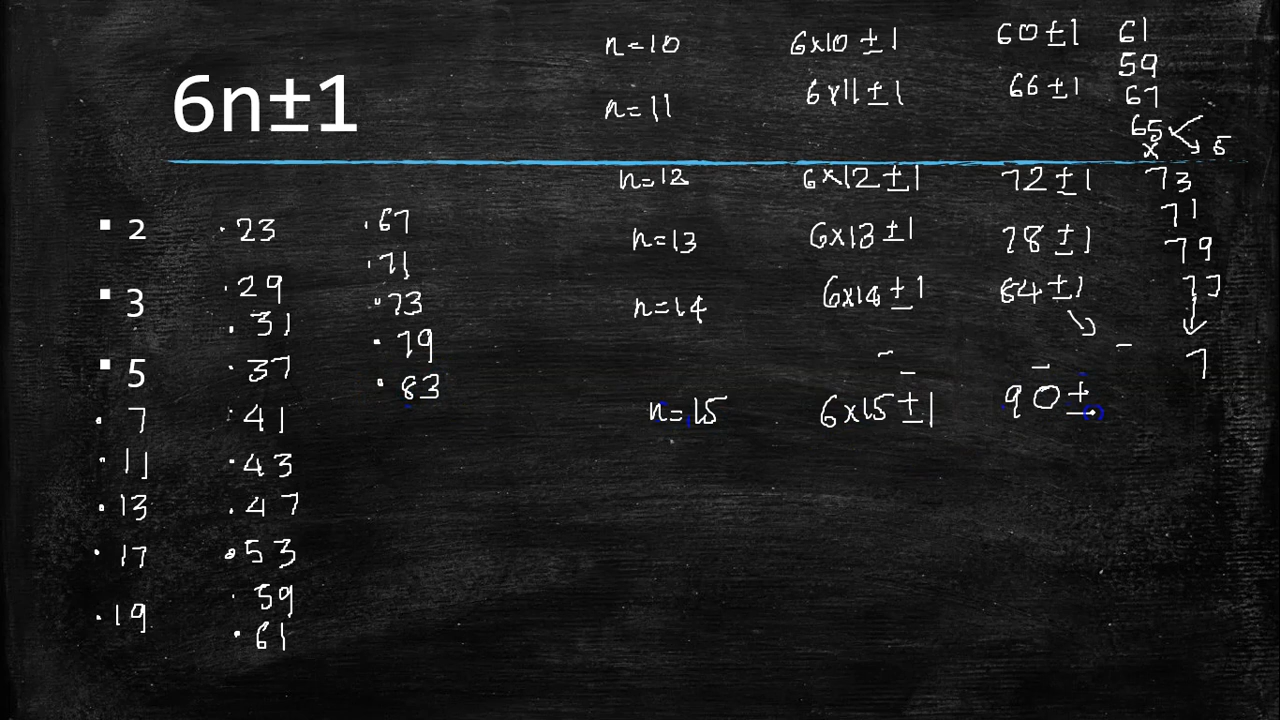 n=10 6x10 ±1 60±1 61
59
6n±1
n=11 6x11±1 66±1 67
65 5
x
n=12 6x12±1 72±1 73
71
2 23 67
n=13 6x13±1 78±1 79
71
3 29 73
n=14 6x14±1 84±1 77
31
5 37 79
7
83
n=15 6x15±1 90±
7 41
11 43
13 47
17 53
19 59
61